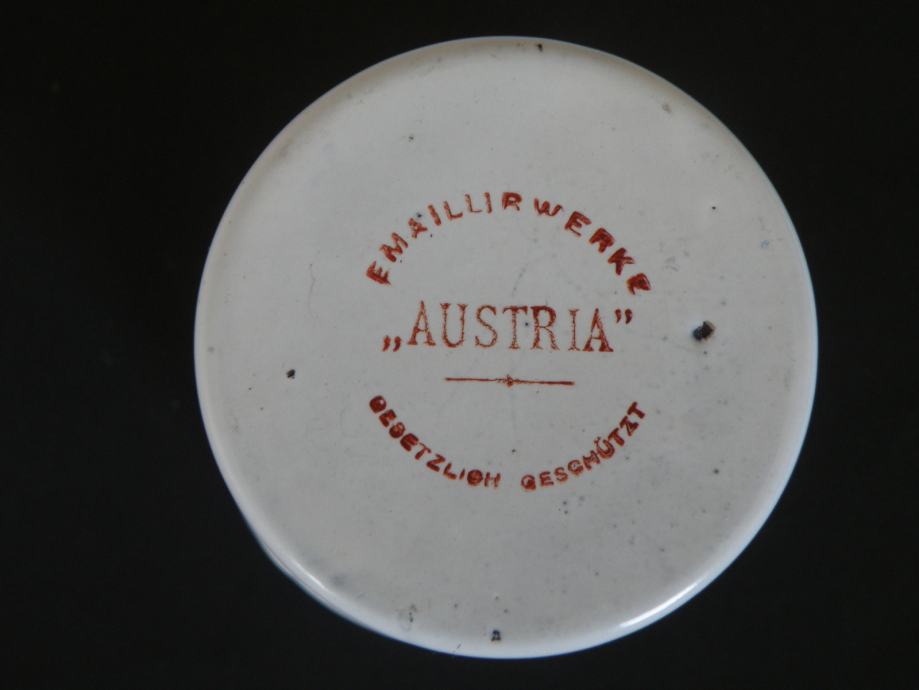 EMAILLIRWERKE
„AUSTRIA”
GESETZLICH GESCHÜTZT